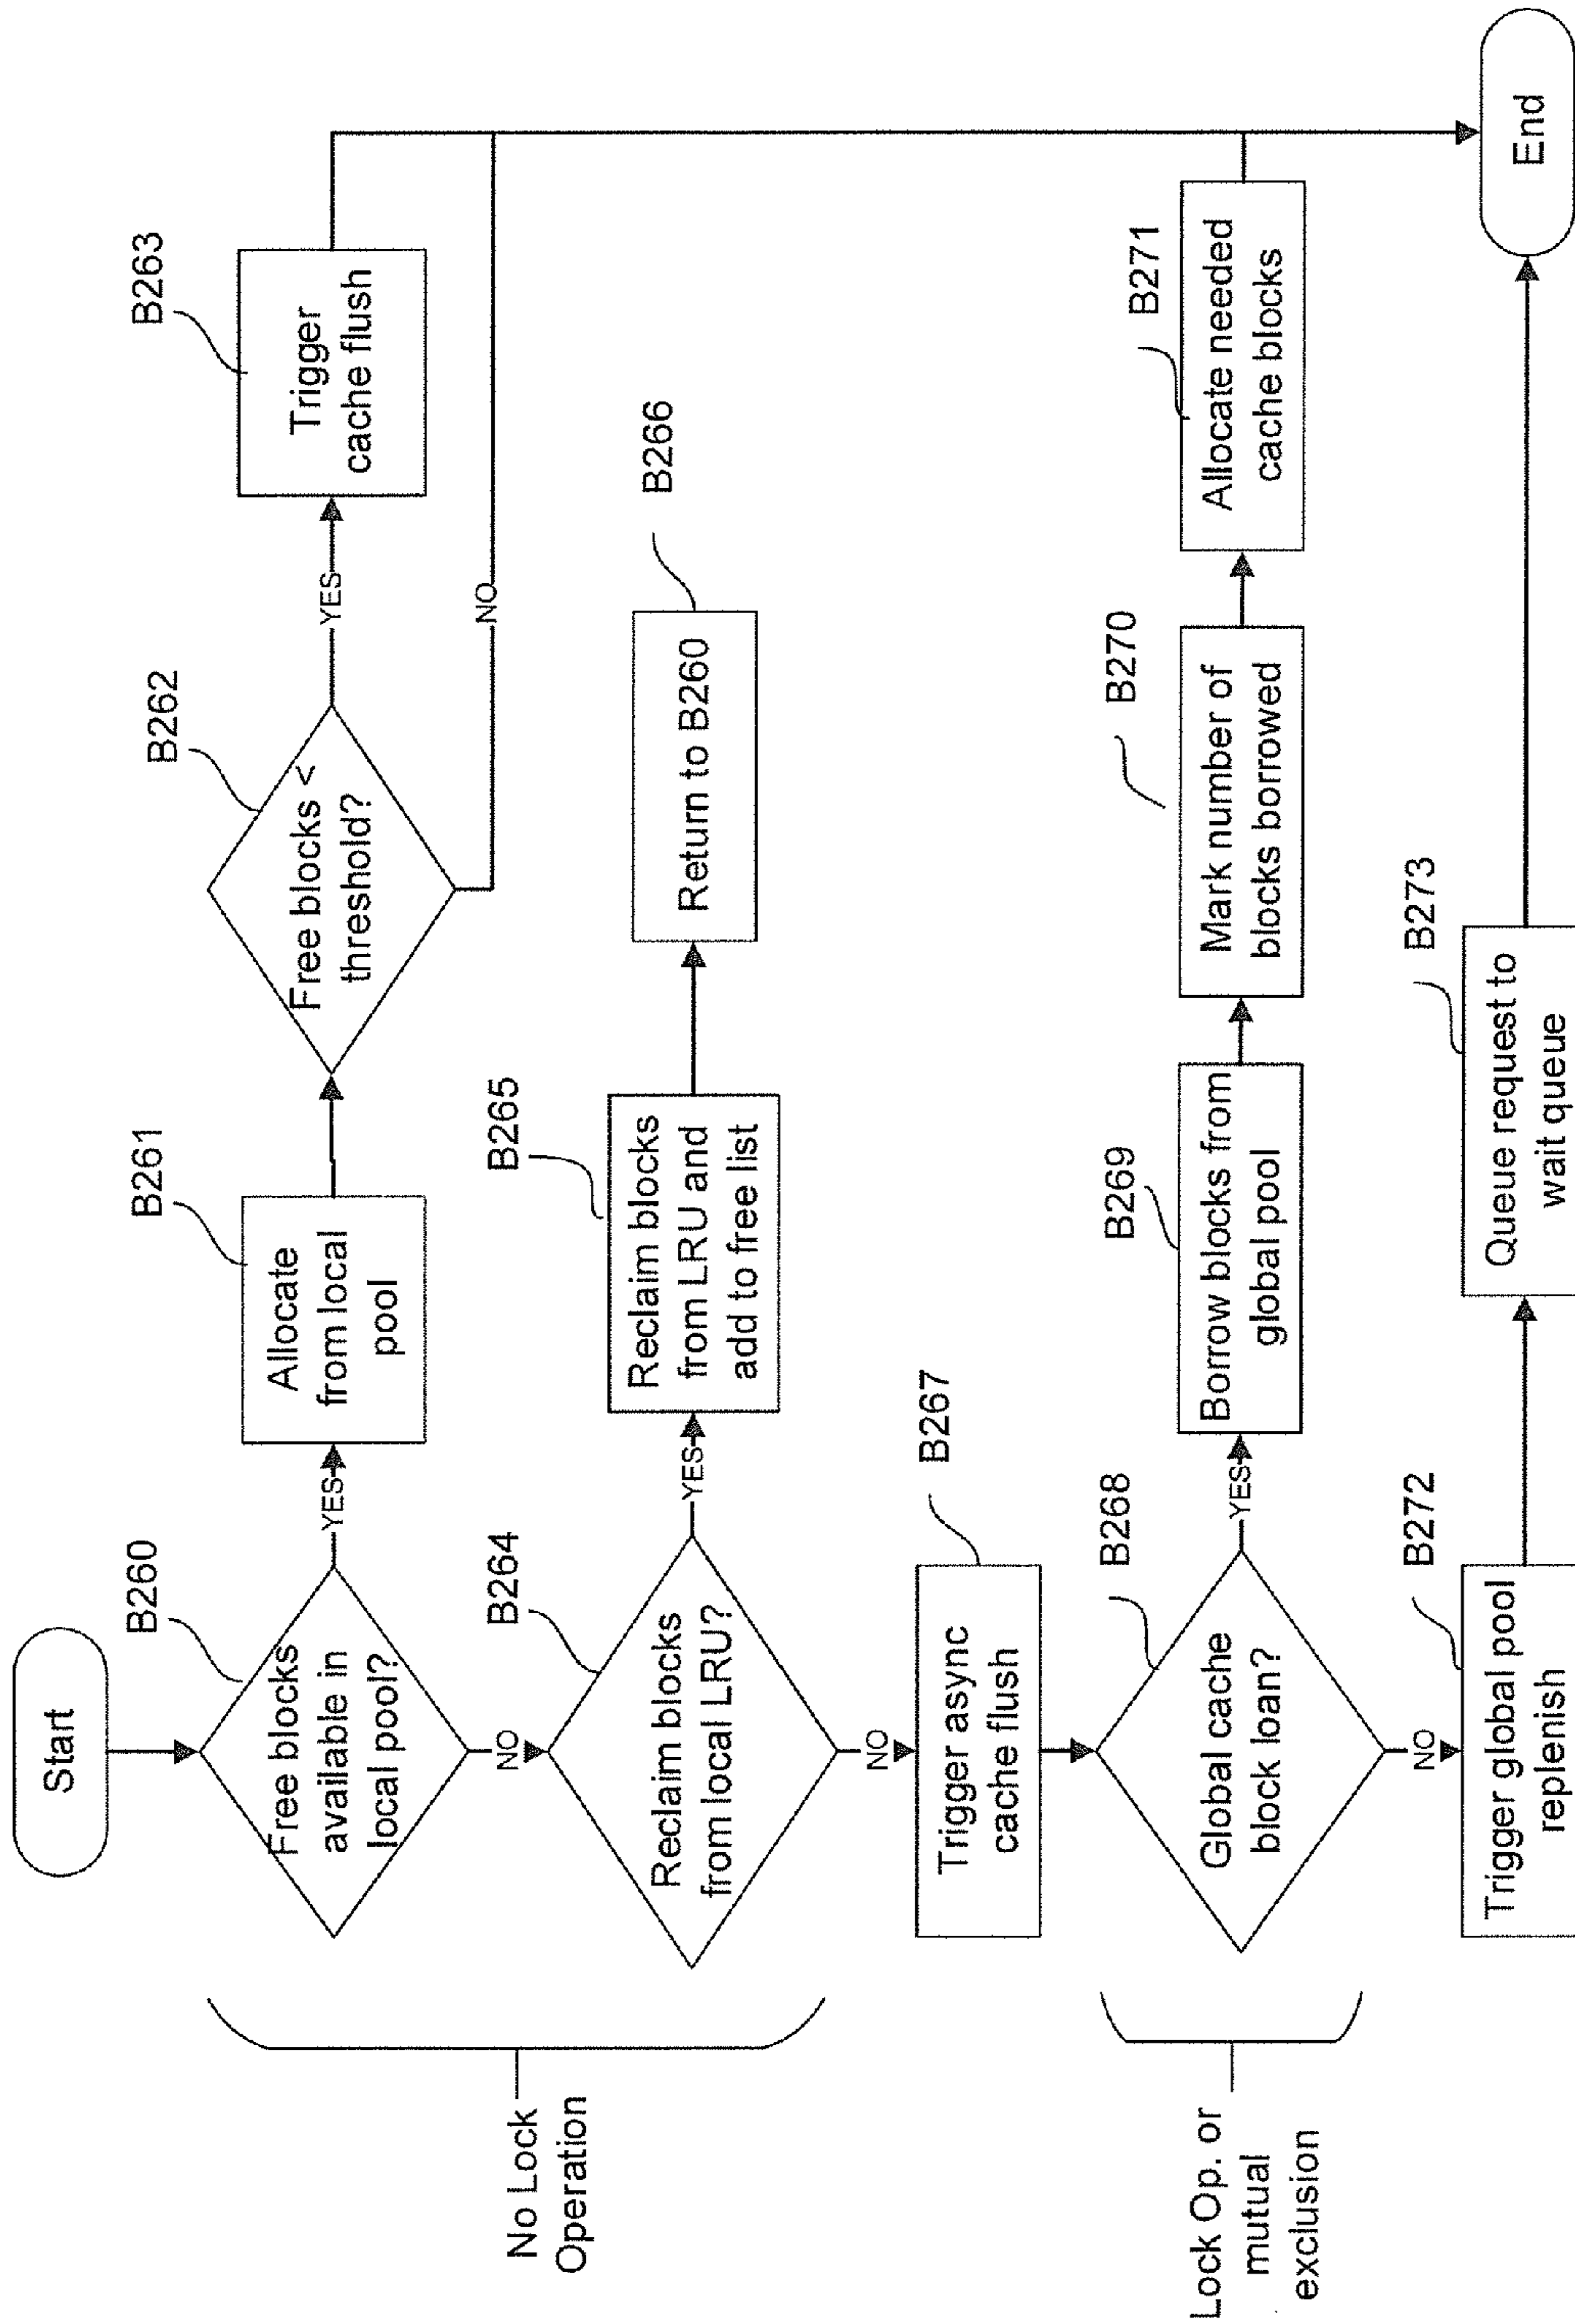 Start
B260
Free blocks
available in
local pool?
YES
B261
Allocate
from local
pool
B262
Free blocks <
threshold?
YES
B263
Trigger
cache flush
NO
NO
No Lock
Operation
B264
Reclaim blocks
from local LRU?
YES
B265
Reclaim blocks
from LRU and
add to free list
B266
Return to B260
NO
B267
Trigger async
cache flush
Lock Op. or
mutual
exclusion
B268
Global cache
block loan?
YES
B269
Borrow blocks from
global pool
B270
Mark number of
blocks borrowed
B271
Allocate needed
cache blocks
NO
B272
Trigger global pool
replenish
B273
Queue request to
wait queue
End